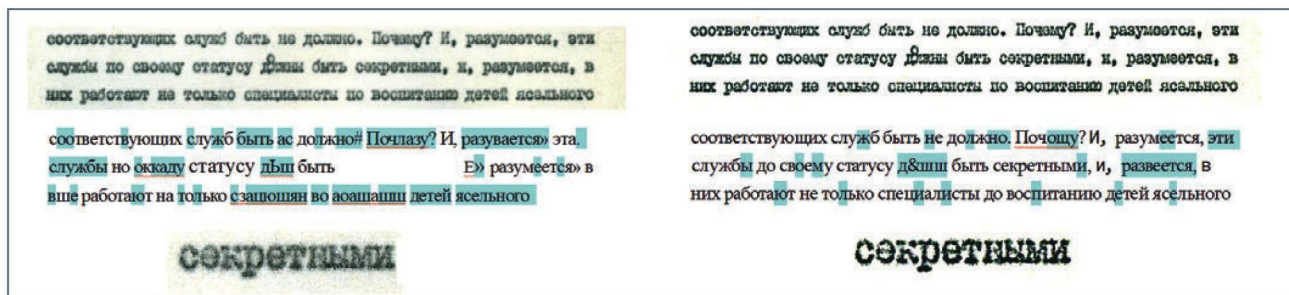 соответствующих служб быть не должно. Почему? И, разумеется, эти
службы по своему статусу должны быть секретными, и, разумеется, в
них работают не только специалисты по воспитанию детей ясельного
соответствующих служб быть ас должно# Почлазу? И, разувается» эта.
службы но оккаду статусу дЬш быть Е» разумеется» в
вше работают на только сзацюшян во аоашашш детей ясельного
секретными
соответствующих служб быть не должно. Почему? И, разумеется, эти
службы по своему статусу должны быть секретными, и, разумеется, в
них работают не только специалисты по воспитанию детей ясельного
соответствующих служб быть не должно. Почощу? И, разумеется, эти
службы до своему статусу д&шш быть секретными, и, развеется, в
них работают не только специалисты до воспитанию детей ясельного
секретными